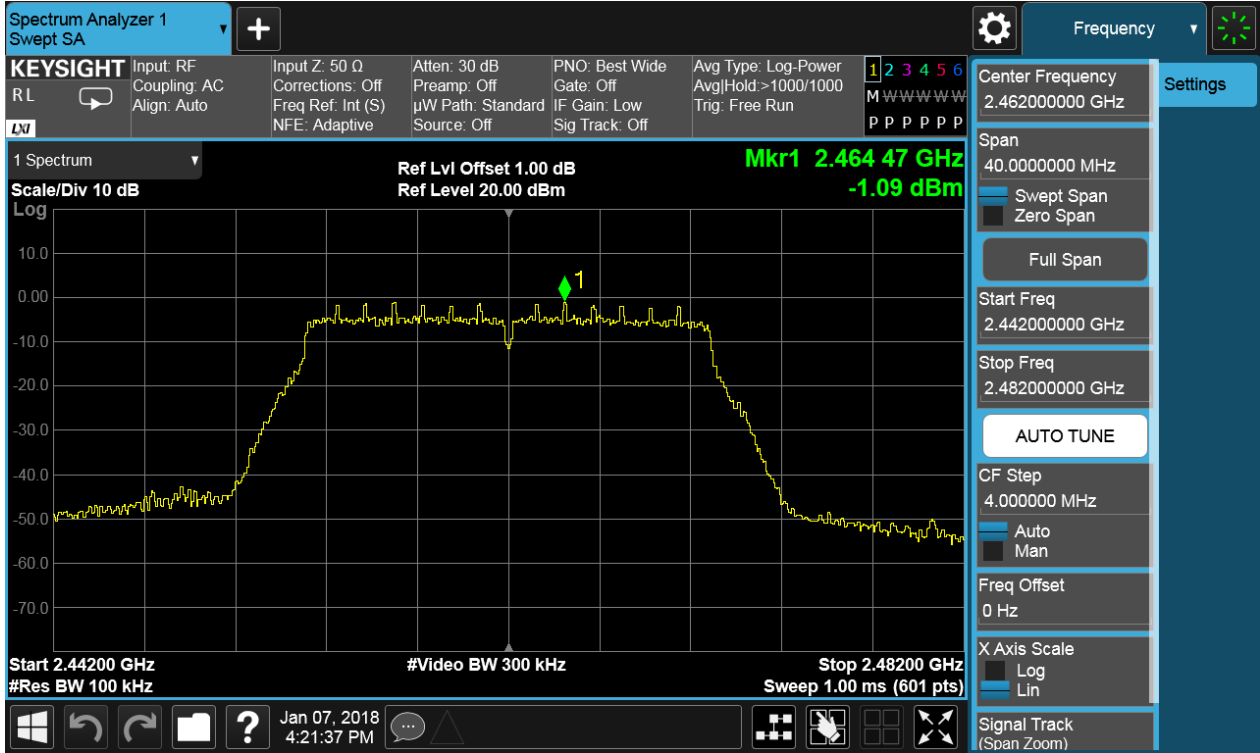 Spectrum Analyzer 1
Swept SA
Frequency
KEYSIGHT
R L
LXI
Input: RF
Coupling: AC
Align: Auto
Input Z: 50 Ω
Corrections: Off
Freq Ref: Int (S)
NFE: Adaptive
Atten: 30 dB
Preamp: Off
µW Path: Standard
Source: Off
PNO: Best Wide
Gate: Off
IF Gain: Low
Sig Track: Off
Avg Type: Log-Power
Avg|Hold:>1000/1000
Trig: Free Run
1 2 3 4 5 6
M W W W W W
P P P P P P
1 Spectrum
Scale/Div 10 dB
Log
Ref Lvl Offset 1.00 dB
Ref Level 20.00 dBm
Mkr1 2.464 47 GHz
-1.09 dBm
1
10.0
0.00
-10.0
-20.0
-30.0
-40.0
-50.0
-60.0
-70.0
Start 2.44200 GHz
#Res BW 100 kHz
#Video BW 300 kHz
Stop 2.48200 GHz
Sweep 1.00 ms (601 pts)
Center Frequency
2.462000000 GHz
Span
40.0000000 MHz
Swept Span
Zero Span
Full Span
Start Freq
2.442000000 GHz
Stop Freq
2.482000000 GHz
AUTO TUNE
CF Step
4.000000 MHz
Auto
Man
Freq Offset
0 Hz
X Axis Scale
Log
Lin
Signal Track
(Span Zoom)
Settings
?
Jan 07, 2018
4:21:37 PM